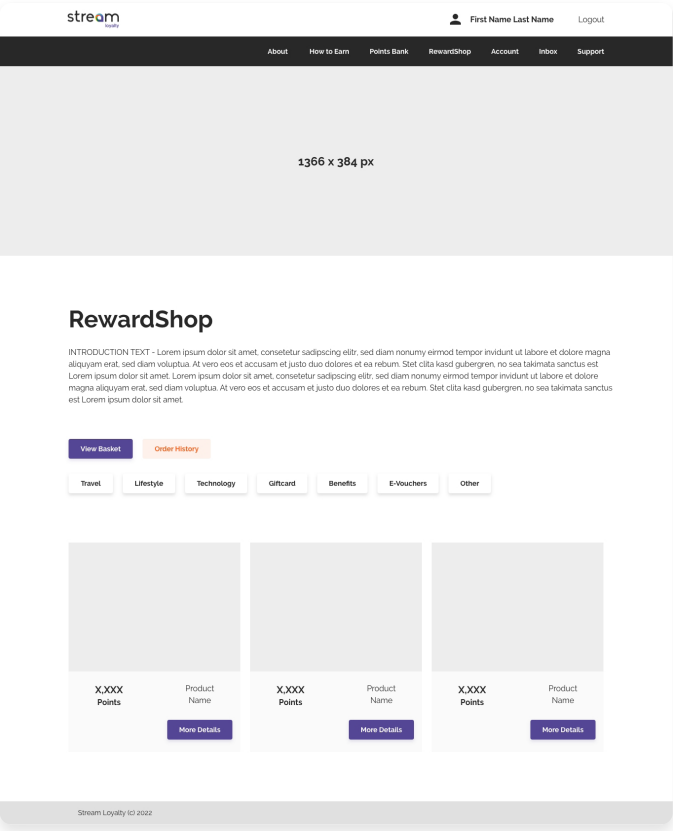 stream
loyalty
First Name Last Name Logout
About How to Earn Points Bank RewardShop Account Inbox Support
1366 x 384 px
RewardShop
INTRODUCTION TEXT - Lorem ipsum dolor sit amet, consetetur sadipscing elitr, sed diam nonumy eirmod tempor invidunt ut labore et dolore magna
aliquyam erat, sed diam voluptua. At vero eos et accusam et justo duo dolores et ea rebum. Stet clita kasd gubergren, no sea takimata sanctus est
Lorem ipsum dolor sit amet. Lorem ipsum dolor sit amet, consetetur sadipscing elitr, sed diam nonumy eirmod tempor invidunt ut labore et dolore
magna aliquyam erat, sed diam voluptua. At vero eos et accusam et justo duo dolores et ea rebum. Stet clita kasd gubergren, no sea takimata sanctus
est Lorem ipsum dolor sit amet.
View Basket Order History
Travel Lifestyle Technology Giftcard Benefits E-Vouchers Other
X,XXX Product X,XXX Product X,XXX Product
Points Name Points Name Points Name
More Details More Details More Details
Stream Loyalty (c) 2022